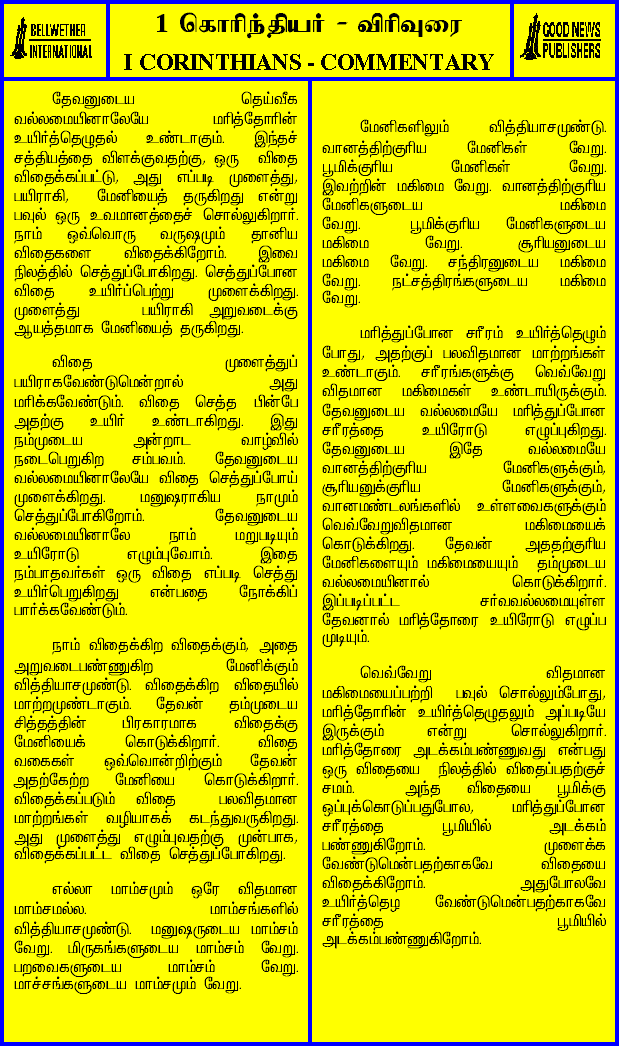 BELLWETHER
INTERNATIONAL
1 கொரிந்தியர் - விரிவுரை
I CORINTHIANS - COMMENTARY
GOOD NEWS
PUBLISHERS
தேவனுடைய தெய்வீக
வல்லமையினாலேயே மரித்தோரின்
உயிர்த்தெழுதல் உண்டாகும். இந்தச்
சத்தியத்தை விளக்குவதற்கு, ஒரு விதை
விதைக்கப்பட்டு, அது எப்படி முளைத்து,
பயிராகி, மேனியைத் தருகிறது என்று
பவுல் ஒரு உவமானத்தைச் சொல்லுகிறார்.
நாம் ஒவ்வொரு வருஷமும் தானிய
விதைகளை விதைக்கிறோம். இவை
நிலத்தில் செத்துப்போகிறது. செத்துப்போன
விதை உயிர்ப்பெற்று முளைக்கிறது.
முளைத்து பயிராகி அறுவடைக்கு
ஆயத்தமாக மேனியைத் தருகிறது.
விதை முளைத்துப்
பயிராகவேண்டுமென்றால் அது
மரிக்கவேண்டும். விதை செத்த பின்பே
அதற்கு உயிர் உண்டாகிறது. இது
நம்முடைய அன்றாட வாழ்வில்
நடைபெறுகிற சம்பவம். தேவனுடைய
வல்லமையினாலேயே விதை செத்துப்போய்
முளைக்கிறது. மனுஷராகிய நாமும்
செத்துப்போகிறோம். தேவனுடைய
வல்லமையினாலே நாம் மறுபடியும்
உயிரோடு எழும்புவோம். இதை
நம்பாதவர்கள் ஒரு விதை எப்படி செத்து
உயிர்பெறுகிறது என்பதை நோக்கிப்
பார்க்கவேண்டும்.
நாம் விதைக்கிற விதைக்கும், அதை
அறுவடைபண்ணுகிற மேனிக்கும்
வித்தியாசமுண்டு. விதைக்கிற விதையில்
மாற்றமுண்டாகும். தேவன் தம்முடைய
சித்தத்தின் பிரகாரமாக விதைக்கு
மேனியைக் கொடுக்கிறார். விதை
வகைகள் ஒவ்வொன்றிற்கும் தேவன்
அதற்கேற்ற மேனியை கொடுக்கிறார்.
விதைக்கப்படும் விதை பலவிதமான
மாற்றங்கள் வழியாகக் கடந்துவருகிறது.
அது முளைத்து எழும்புவதற்கு முன்பாக,
விதைக்கப்பட்ட விதை செத்துப்போகிறது.
எல்லா மாம்சமும் ஒரே விதமான
மாம்சமல்ல. மாம்சங்களில்
வித்தியாசமுண்டு. மனுஷருடைய மாம்சம்
வேறு. மிருகங்களுடைய மாம்சம் வேறு.
பறவைகளுடைய மாம்சம் வேறு.
மாச்சங்களுடைய மாம்சமும் வேறு.
மேனிகளிலும் வித்தியாசமுண்டு.
வானத்திற்குரிய மேனிகள் வேறு.
பூமிக்குரிய மேனிகள் வேறு.
இவற்றின் மகிமை வேறு. வானத்திற்குரிய
மேனிகளுடைய மகிமை
வேறு. பூமிக்குரிய மேனிகளுடைய
மகிமை வேறு. சூரியனுடைய
மகிமை வேறு. சந்திரனுடைய மகிமை
வேறு. நட்சத்திரங்களுடைய மகிமை
வேறு.
மரித்துப்போன சரீரம் உயிர்த்தெழும்
போது, அதற்குப் பலவிதமான மாற்றங்கள்
உண்டாகும். சரீரங்களுக்கு வெவ்வேறு
விதமான மகிமைகள் உண்டாயிருக்கும்.
தேவனுடைய வல்லமையே மரித்துப்போன
சரீரத்தை உயிரோடு எழுப்புகிறது.
தேவனுடைய இதே வல்லமையே
வானத்திற்குரிய மேனிகளுக்கும்,
சூரியனுக்குரிய மேனிகளுக்கும்,
வானமண்டலங்களில் உள்ளவைகளுக்கும்
வெவ்வேறுவிதமான மகிமையைக்
கொடுக்கிறது. தேவன் அததற்குரிய
மேனிகளையும் மகிமையையும் தம்முடைய
வல்லமையினால் கொடுக்கிறார்.
இப்படிப்பட்ட சர்வவல்லமையுள்ள
தேவனால் மரித்தோரை உயிரோடு எழுப்ப
முடியும்.
வெவ்வேறு விதமான
மகிமையைப்பற்றி பவுல் சொல்லும்போது,
மரித்தோரின் உயிர்த்தெழுதலும் அப்படியே
இருக்கும் என்று சொல்லுகிறார்.
மரித்தோரை அடக்கம்பண்ணுவது என்பது
ஒரு விதையை நிலத்தில் விதைப்பதற்குச்
சமம். அந்த விதையை பூமிக்கு
ஒப்புக்கொடுப்பதுபோல, மரித்துப்போன
சரீரத்தை பூமியில் அடக்கம்
பண்ணுகிறோம். முளைக்க
வேண்டுமென்பதற்காகவே விதையை
விதைக்கிறோம். அதுபோலவே
உயிர்த்தெழ வேண்டுமென்பதற்காகவே
சரீரத்தை பூமியில்
அடக்கம்பண்ணுகிறோம்.